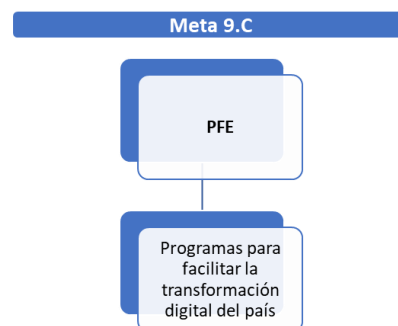 Meta 9.C
PFE
Programas para
facilitar la
transformación
digital del país